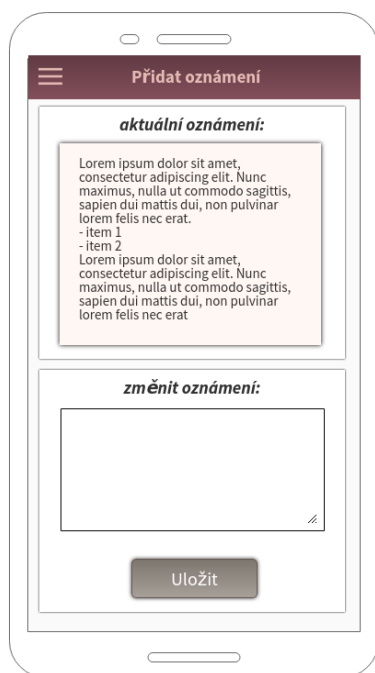 Přidat oznámení
aktuální oznámení:
Lorem ipsum dolor sit amet,
consectetur adipiscing elit. Nunc
maximus, nulla ut commodo sagittis,
sapien dui mattis dui, non pulvinar
lorem felis nec erat.
- item 1
- item 2
Lorem ipsum dolor sit amet,
consectetur adipiscing elit. Nunc
maximus, nulla ut commodo sagittis,
sapien dui mattis dui, non pulvinar
lorem felis nec erat
změnit oznámení:
Uložit